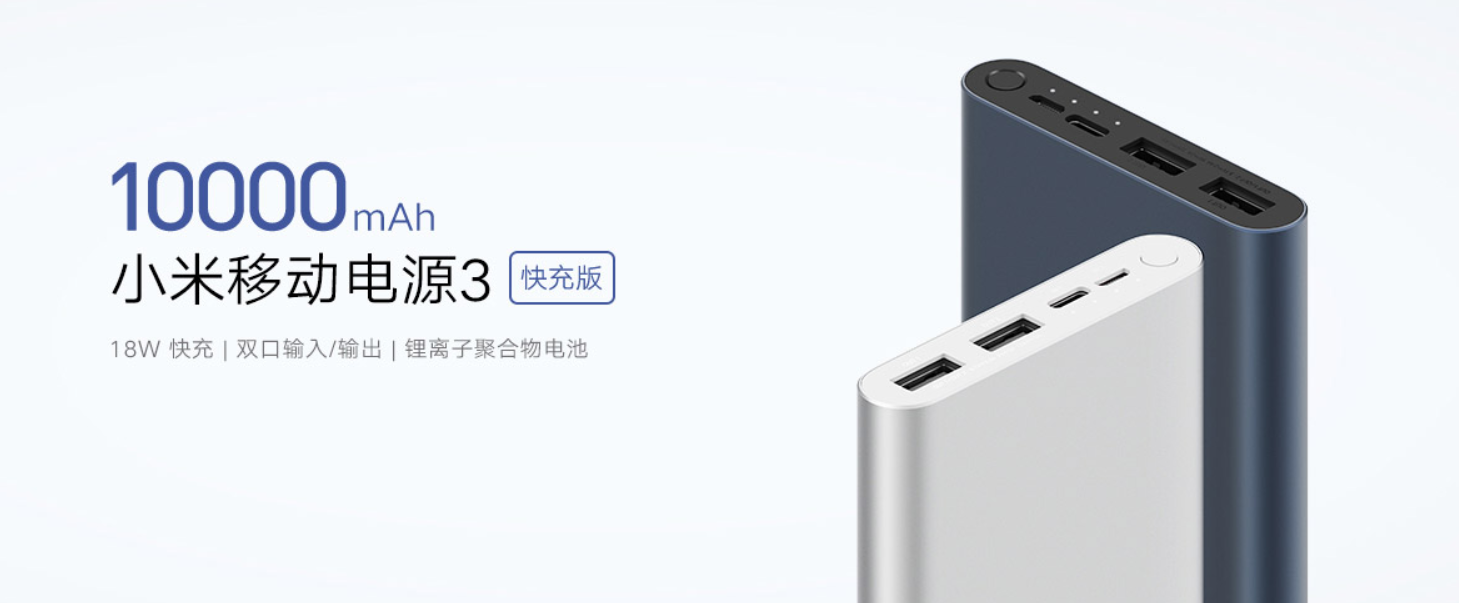 10000mAh
小米移动电源3 快充版
18W 快充 | 双口输入/输出 | 锂离子聚合物电池